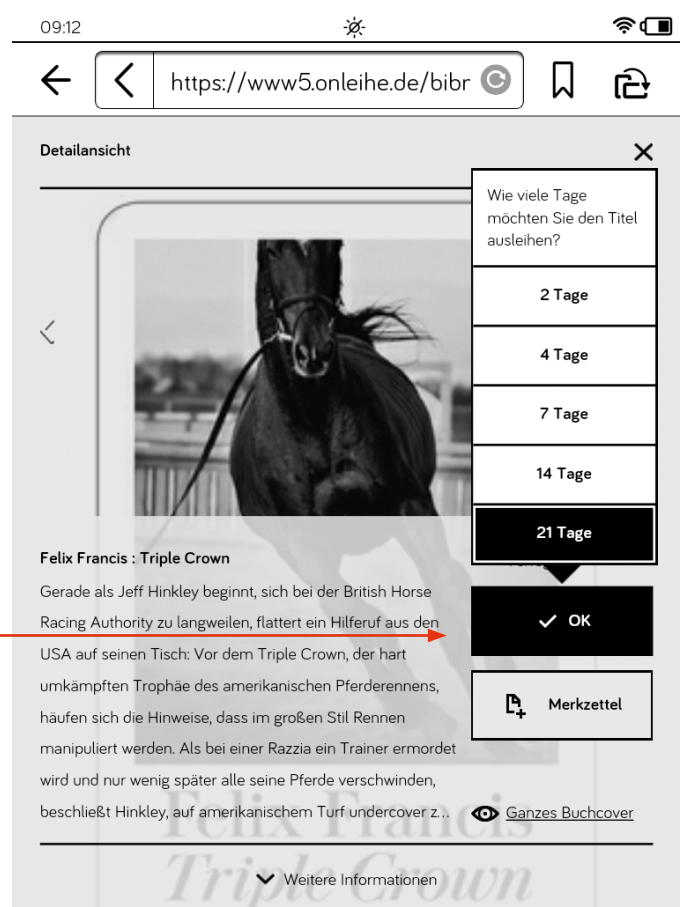 09:12
https://www5.onleihe.de/bibr
Detailansicht
Wie viele Tage
möchten Sie den Titel
ausleihen?
2 Tage
4 Tage
7 Tage
14 Tage
21 Tage
Felix Francis : Triple Crown
Gerade als Jeff Hinkley beginnt, sich bei der British Horse
Racing Authority zu langweilen, flattert ein Hilferuf aus den
USA auf seinen Tisch: Vor dem Triple Crown, der hart
umkämpften Trophäe des amerikanischen Pferderennens,
häufen sich die Hinweise, dass im großen Stil Rennen
manipuliert werden. Als bei einer Razzia ein Trainer ermordet
wird und nur wenig später alle seine Pferde verschwinden,
beschließt Hinkley, auf amerikanischem Turf undercover z...
OK
Merkzettel
Ganzes Buchcover
Felix Francis
Triple Crown
Weitere Informationen